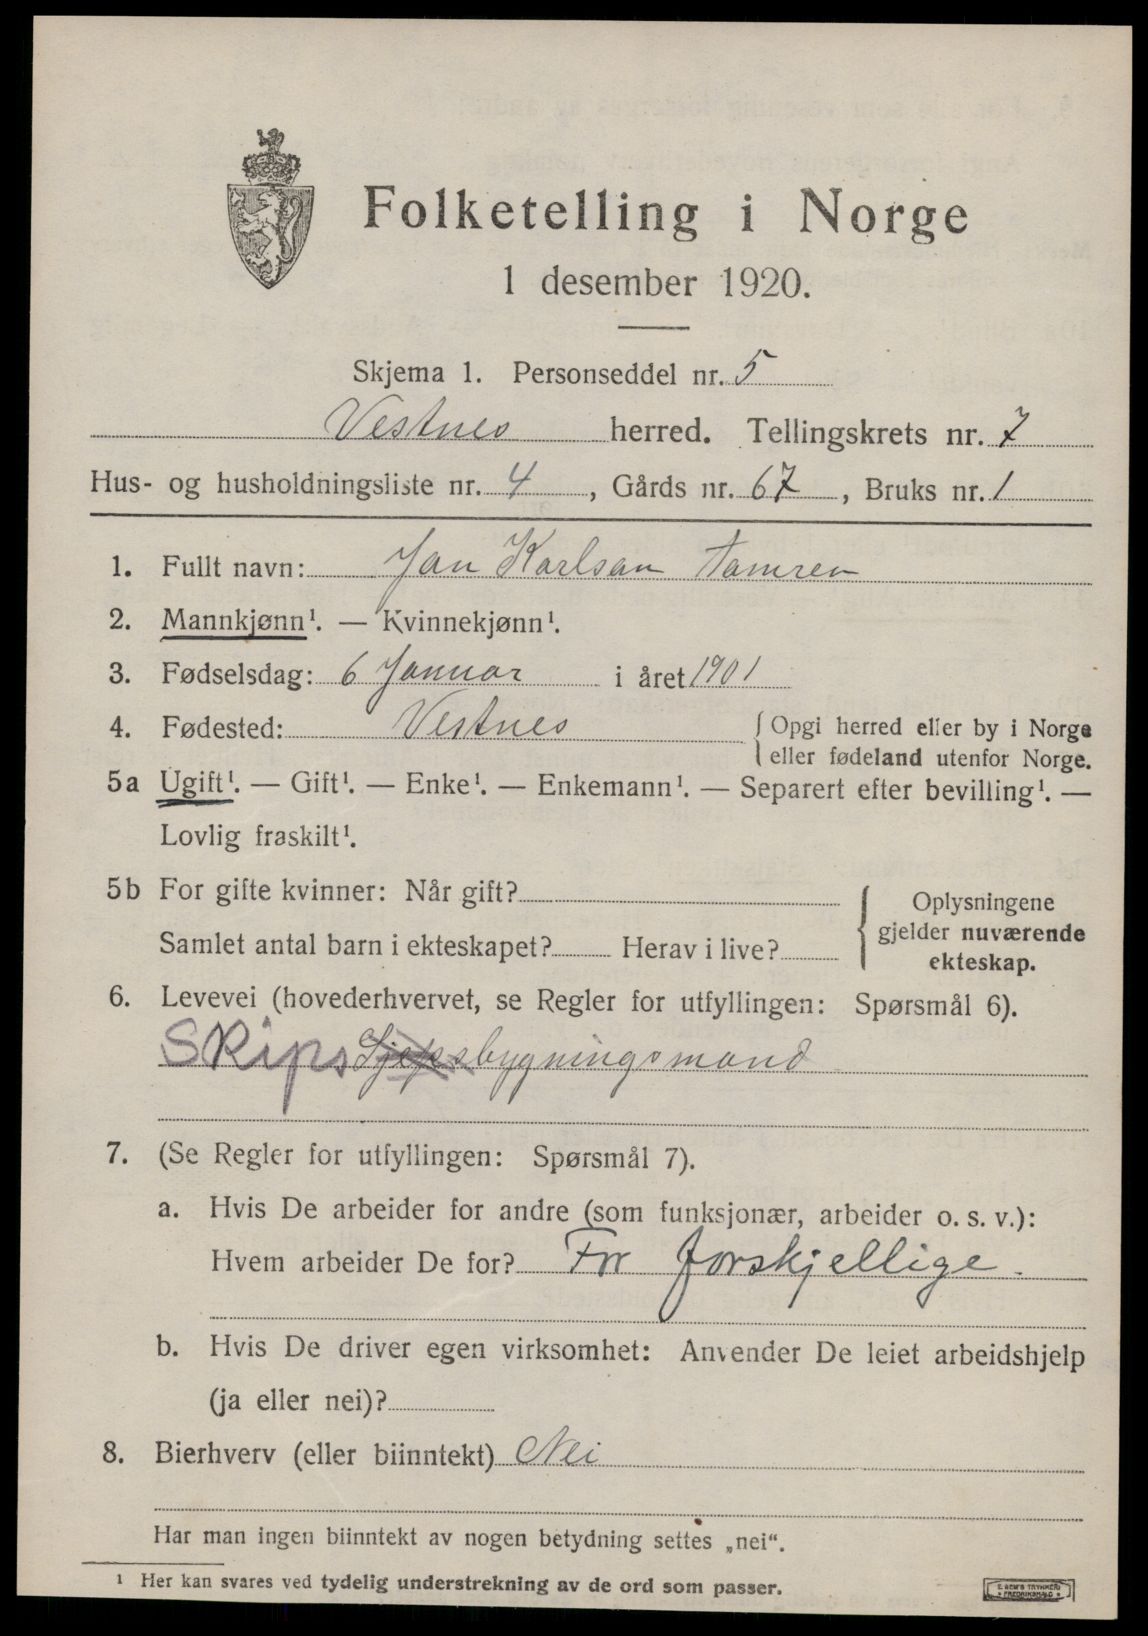 Folketelling i Norge
1 desember 1920.
Skjema 1. Personseddel nr. 5
Vestnes herred. Tellingskrets nr. 7
Hus- og husholdningsliste nr. 4, Gårds nr. 67, Bruks nr. 1
1. Fullt navn: Jan Karlsan Tamren
2. Mannkjønn¹. — Kvinnekjønn¹.
3. Fødselsdag: 6 Januar i året 1901
4. Fødested: Vestnes { Opgi herred eller by i Norge
eller fødeland utenfor Norge.
5a Ugift¹. — Gift¹. — Enke¹. — Enkemann¹. — Separert efter bevilling¹. —
Lovlig fraskilt¹.
5b For gifte kvinner: Når gift? { Oplysningene
gjelder nuværende
Samlet antal barn i ekteskapet? Herav i live?
ekteskap.
6. Levevei (hovederhvervet, se Regler for utfyllingen: Spørsmål 6).
Skips bygningsmand
7. (Se Regler for utfyllingen: Spørsmål 7).
a. Hvis De arbeider for andre (som funksjonær, arbeider o. s. v.):
Hvem arbeider De for? For forskjellige.
b. Hvis De driver egen virksomhet: Anvender De leiet arbeidshjelp
(ja eller nei)?
8. Bierhverv (eller biinntekt) Nei
Har man ingen biinntekt av nogen betydning settes „nei“.
¹ Her kan svares ved tydelig understrekning av de ord som passer.